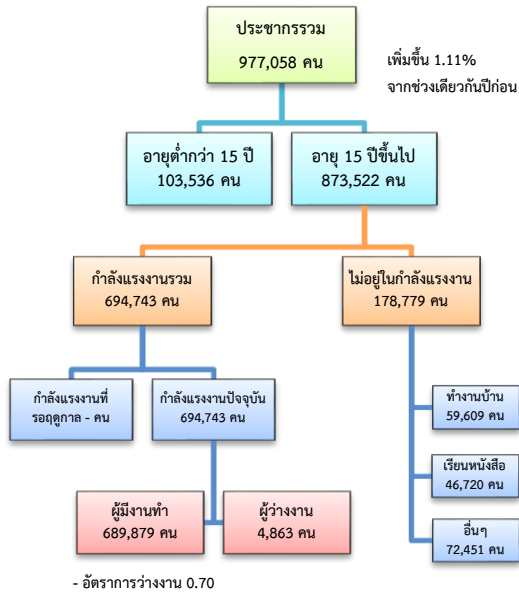 ประชากรรวม
977,058 คน
เพิ่มขึ้น 1.11%
จากช่วงเดียวกันปีก่อน
อายุต่ำกว่า 15 ปี
103,536 คน
อายุ 15 ปีขึ้นไป
873,522 คน
กำลังแรงงานรวม
694,743 คน
ไม่อยู่ในกำลังแรงงาน
178,779 คน
กำลังแรงงานที่
รอฤดูกาล - คน
กำลังแรงงานปัจจุบัน
694,743 คน
ทำงานบ้าน
59,609 คน
เรียนหนังสือ
46,720 คน
อื่นๆ
72,451 คน
ผู้มีงานทำ
689,879 คน
ผู้ว่างงาน
4,863 คน
- อัตราการว่างงาน 0.70